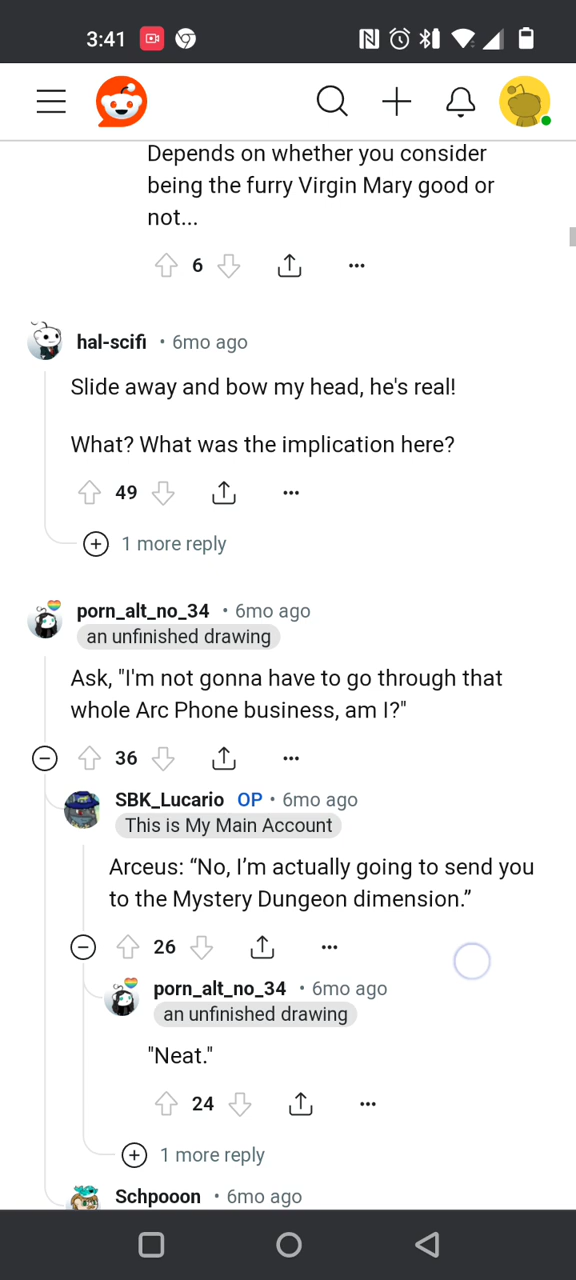 3:41
Depends on whether you consider
being the furry Virgin Mary good or
not...
6
hal-scifi • 6mo ago
Slide away and bow my head, he's real!
What? What was the implication here?
49
1 more reply
porn_alt_no_34 • 6mo ago
an unfinished drawing
Ask, "I'm not gonna have to go through that
whole Arc Phone business, am I?"
36
SBK_Lucario OP • 6mo ago
This is My Main Account
Arceus: “No, I’m actually going to send you
to the Mystery Dungeon dimension.”
26
porn_alt_no_34 • 6mo ago
an unfinished drawing
"Neat."
24
1 more reply
Schpooon • 6mo ago